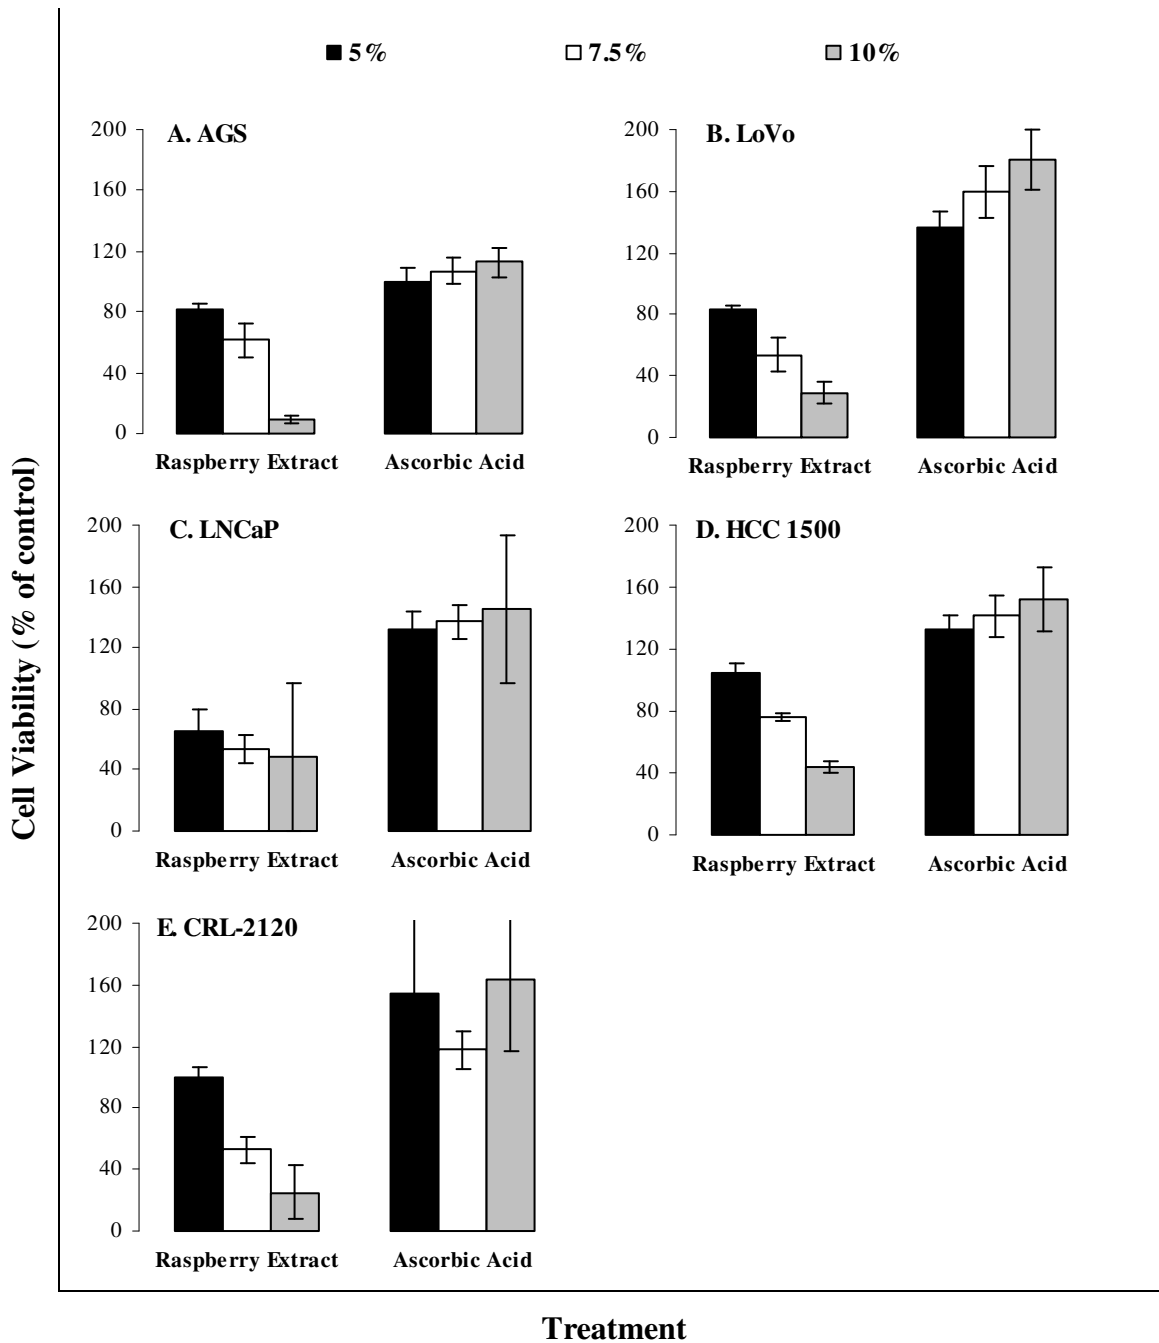 5% 7.5% 10%
A. AGS
200
160
120
80
40
0
Raspberry Extract Ascorbic Acid
B. LoVo
200
160
120
80
40
0
Raspberry Extract Ascorbic Acid
C. LNCaP
200
160
120
80
40
0
Raspberry Extract Ascorbic Acid
D. HCC 1500
200
160
120
80
40
0
Raspberry Extract Ascorbic Acid
E. CRL-2120
200
160
120
80
40
0
Raspberry Extract Ascorbic Acid
Cell Viability (% of control)
Treatment